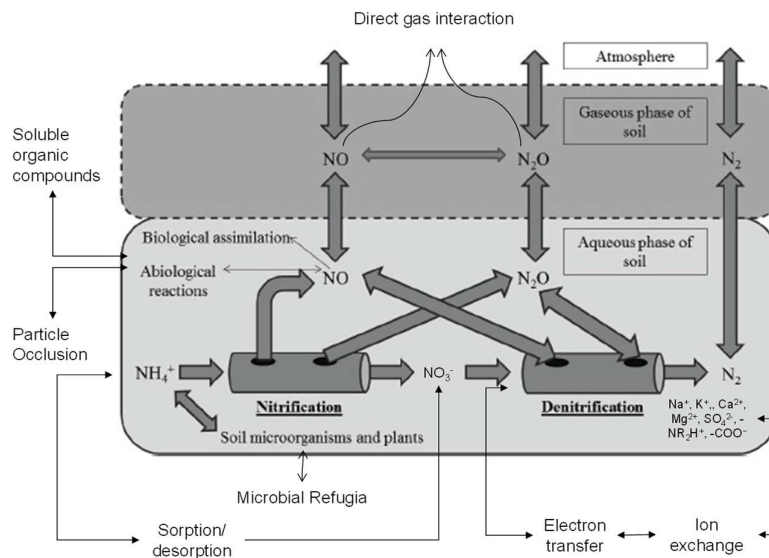 Direct gas interaction
Atmosphere
Gaseous phase of
soil
Soluble
organic
compounds
NO
N₂O
N₂
Biological assimilation
Aqueous phase of
soil
Abiological
reactions
NO
N₂O
Particle
Occlusion
NH₄⁺
NO₃⁻
N₂
Nitrification
Denitrification
Na⁺, K⁺,, Ca²⁺,
Mg²⁺, SO₄²⁻, -
NR₂H⁺, -COO⁻
Soil microorganisms and plants
Microbial Refugia
Sorption/
desorption
Electron
transfer
Ion
exchange